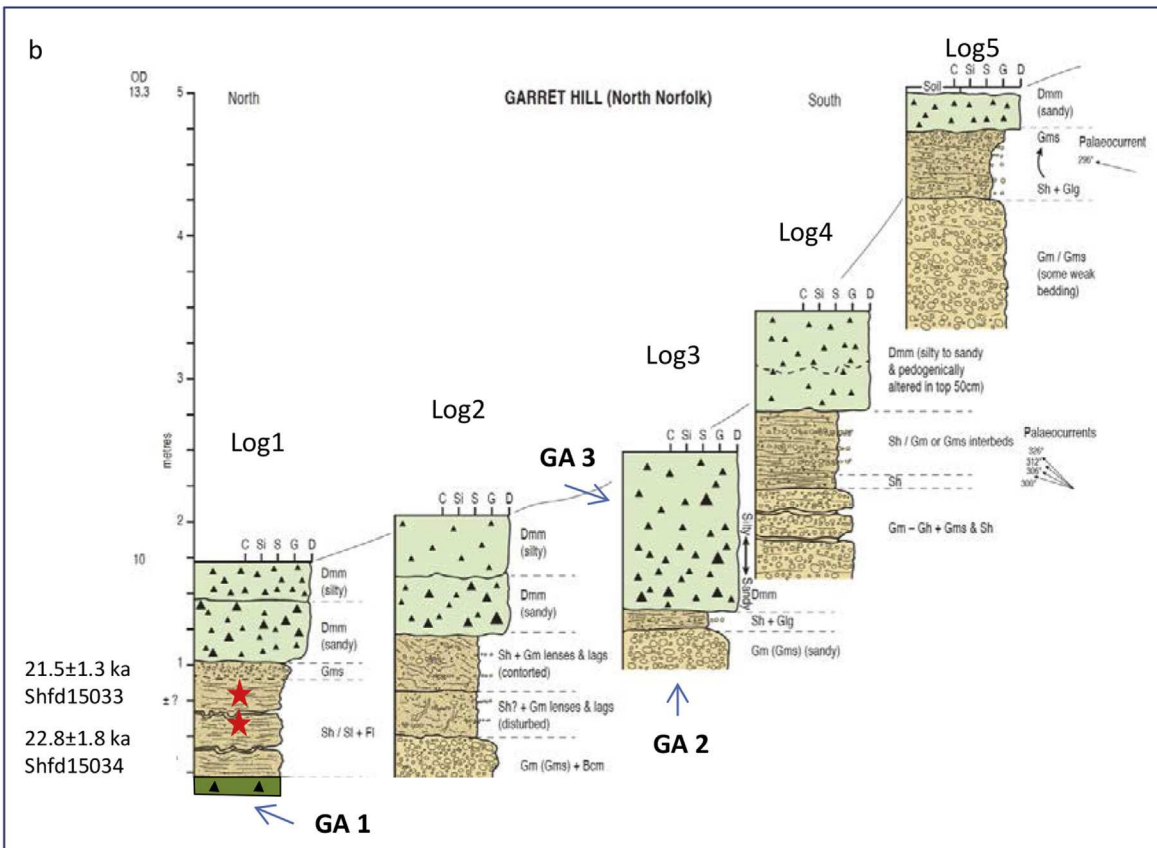 b
OD
13.3
5
North
GARRET HILL (North Norfolk)
South
Log5
C Si S G D
Soil
Dmm
(sandy)
Gms
Palaeocurrent
296°
Sh + Glg
Gm / Gms
(some weak
bedding)
4
Log4
C Si S G D
Dmm (silty to sandy
& pedogenically
altered in top 50cm)
Sh / Gm or Gms interbeds
Sh
Gm – Gh + Gms & Sh
Palaeocurrents
326°
312°
306°
300°
3
metres
Log3
C Si S G D
GA 3
Silty
Sandy
Dmm
Sh + Glg
Gm (Gms) (sandy)
GA 2
Log2
C Si S G D
Dmm
(silty)
Dmm
(sandy)
Sh + Gm lenses & lags
(contorted)
Sh? + Gm lenses & lags
(disturbed)
Gm (Gms) + Bcm
2
10
Log1
C Si S G D
Dmm
(silty)
Dmm
(sandy)
1
Gms
±?
21.5±1.3 ka
Shfd15033
22.8±1.8 ka
Shfd15034
Sh / Sl + Fl
GA 1